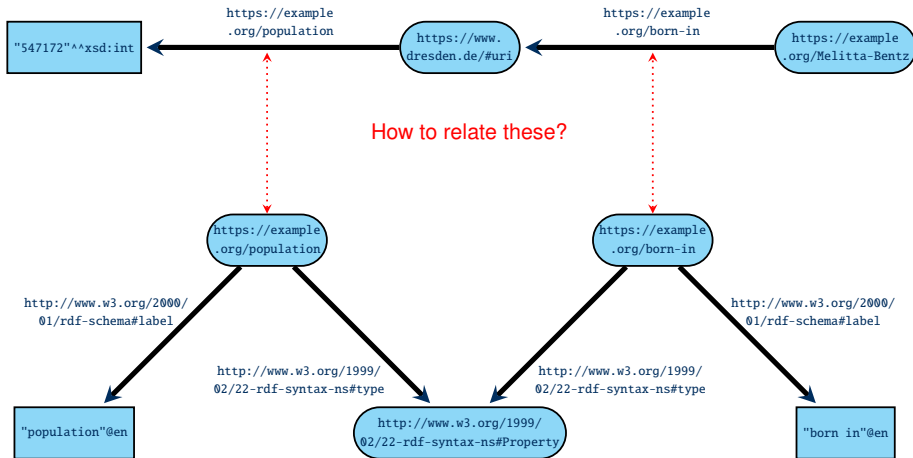 https://example
.org/population
https://example
.org/born-in
"547172"^^xsd:int
https://www.
dresden.de/#uri
https://example
.org/Melitta-Bentz
How to relate these?
https://example
.org/population
https://example
.org/born-in
http://www.w3.org/2000/
01/rdf-schema#label
http://www.w3.org/2000/
01/rdf-schema#label
http://www.w3.org/1999/
02/22-rdf-syntax-ns#type
http://www.w3.org/1999/
02/22-rdf-syntax-ns#type
"population"@en
http://www.w3.org/1999/
02/22-rdf-syntax-ns#Property
"born in"@en